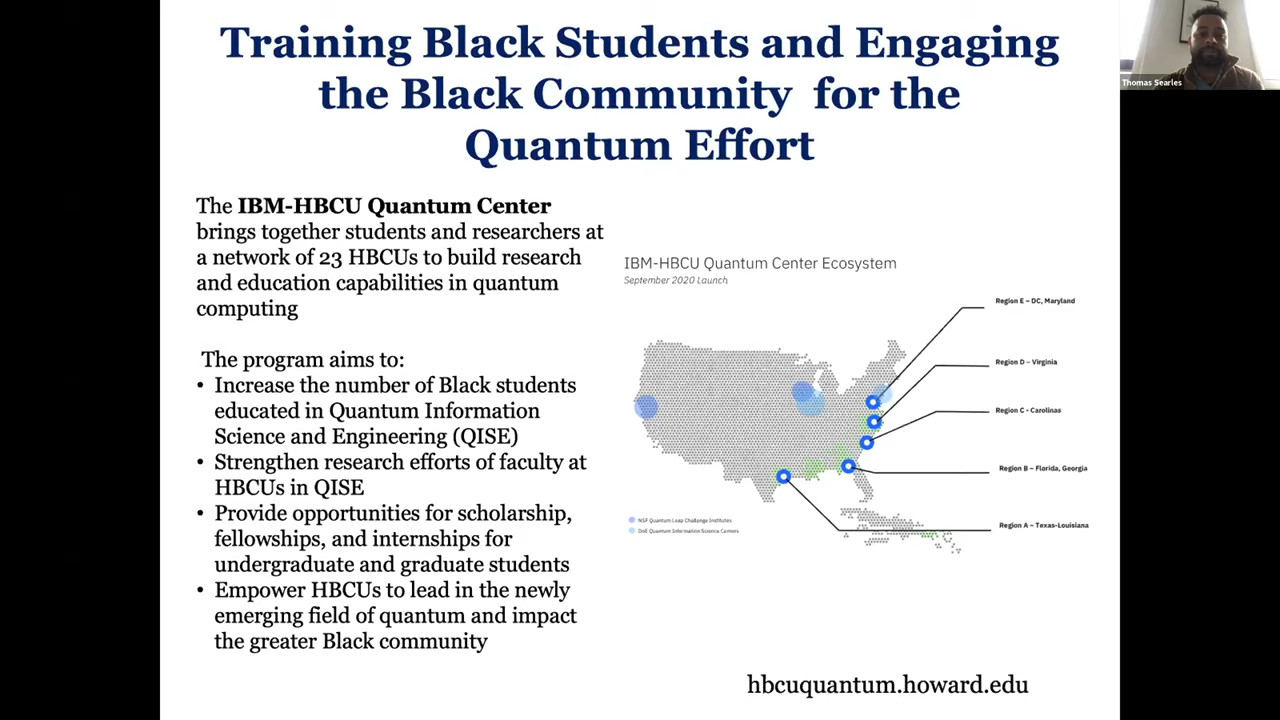 Training Black Students and Engaging
the Black Community for the
Quantum Effort
Thomas Searles
The IBM-HBCU Quantum Center
brings together students and researchers at
a network of 23 HBCUs to build research
and education capabilities in quantum
computing
The program aims to:
• Increase the number of Black students
educated in Quantum Information
Science and Engineering (QISE)
• Strengthen research efforts of faculty at
HBCUs in QISE
• Provide opportunities for scholarship,
fellowships, and internships for
undergraduate and graduate students
• Empower HBCUs to lead in the newly
emerging field of quantum and impact
the greater Black community
IBM-HBCU Quantum Center Ecosystem
September 2020 Launch
Region E – DC, Maryland
Region D – Virginia
Region C - Carolinas
Region B – Florida, Georgia
Region A – Texas-Louisiana
NSF Quantum Leap Challenge Institutes
DoE Quantum Information Science Centers
hbcuquantum.howard.edu